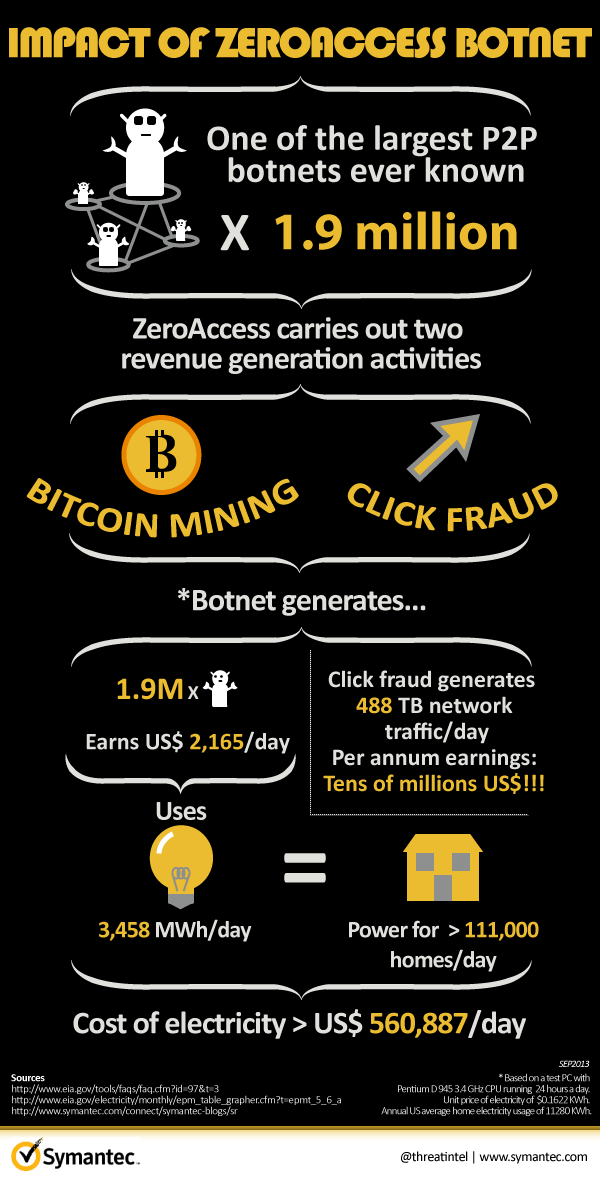 IMPACT OF ZEROACCESS BOTNET
One of the largest P2P
botnets ever known
X 1.9 million
ZeroAccess carries out two
revenue generation activities
BITCOIN MINING
CLICK FRAUD
*Botnet generates...
1.9M x
Earns US$ 2,165/day
Click fraud generates
488 TB network
traffic/day
Per annum earnings:
Tens of millions US$!!!
Uses
=
3,458 MWh/day
Power for > 111,000
homes/day
Cost of electricity > US$ 560,887/day
SEP2013
Sources
http://www.eia.gov/tools/faqs/faq.cfm?id=97&t=3
http://www.eia.gov/electricity/monthly/epm_table_grapher.cfm?t=epmt_5_6_a
http://www.symantec.com/connect/symantec-blogs/sr
* Based on a test PC with
Pentium D 945 3.4 GHz CPU running 24 hours a day.
Unit price of electricity of $0.1622 KWh.
Annual US average home electricity usage of 11280 KWh.
Symantec™
@threatintel | www.symantec.com